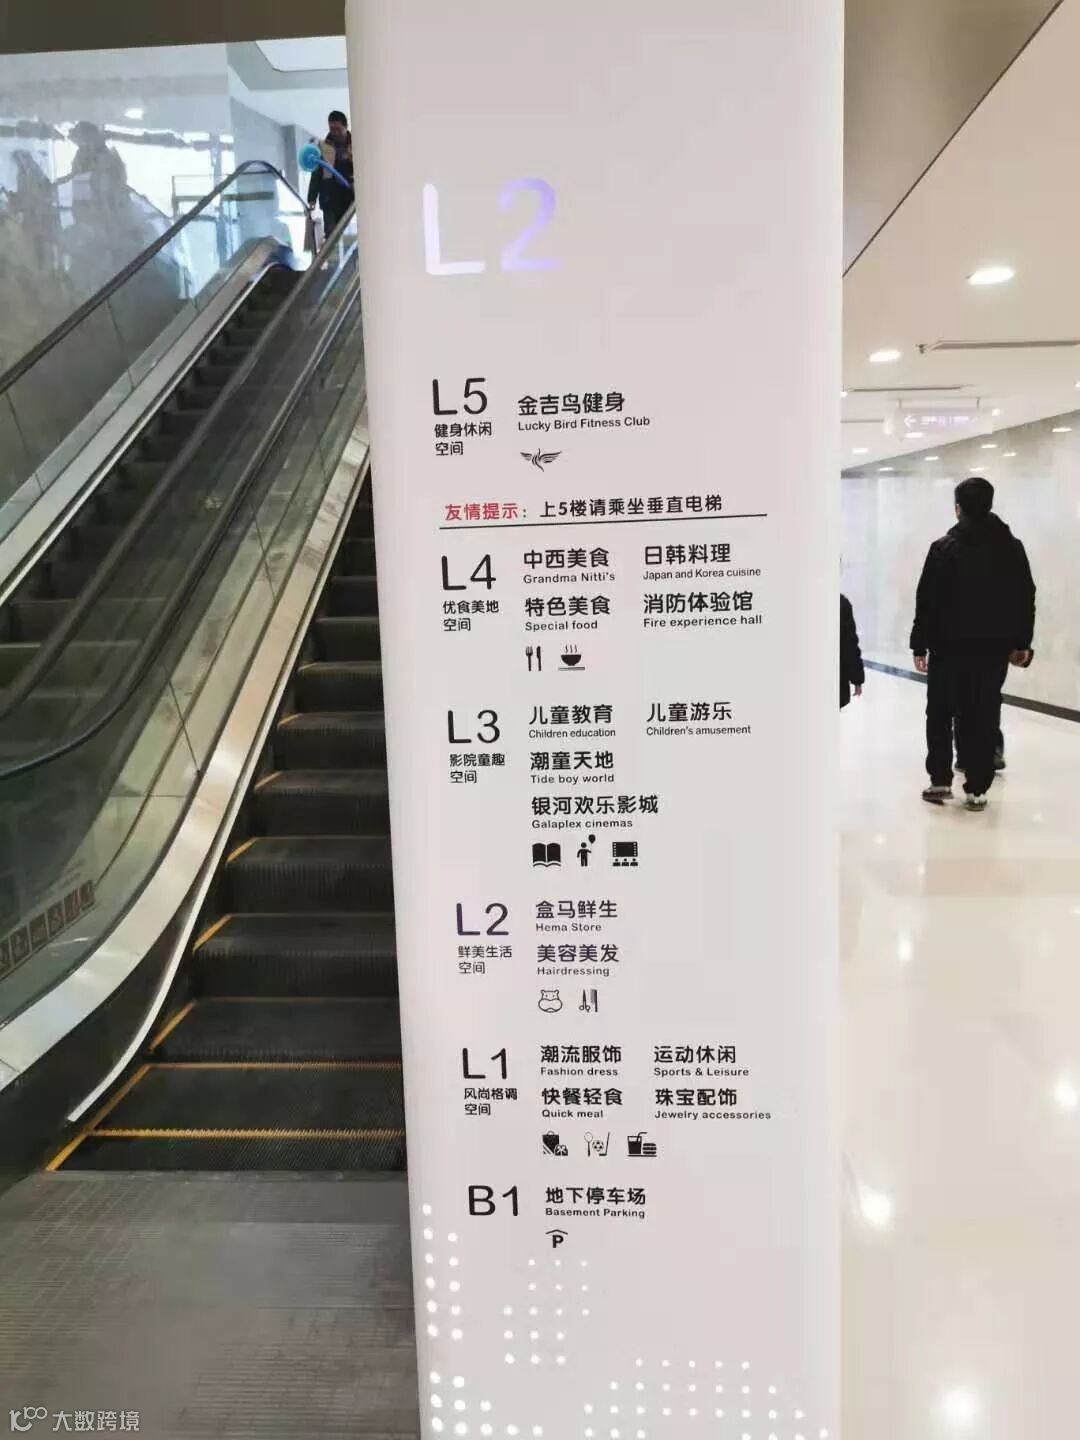 L2
L5
健身休闲
空间
金吉鸟健身
Lucky Bird Fitness Club
友情提示：上5楼请乘坐垂直电梯
L4
优食美地
空间
中西美食 日韩料理
Grandma Nitti's Japan and Korea cuisine
特色美食 消防体验馆
Special food Fire experience hall
L3
影院童趣
空间
儿童教育 儿童游乐
Children education Children's amusement
潮童天地
Tide boy world
银河欢乐影城
Galaplex cinemas
L2
鲜美生活
空间
盒马鲜生
Hema Store
美容美发
Hairdressing
L1
风尚格调
空间
潮流服饰 运动休闲
Fashion dress Sports & Leisure
快餐轻食 珠宝配饰
Quick meal Jewelry accessories
B1
地下停车场
Basement Parking
P
大数跨境